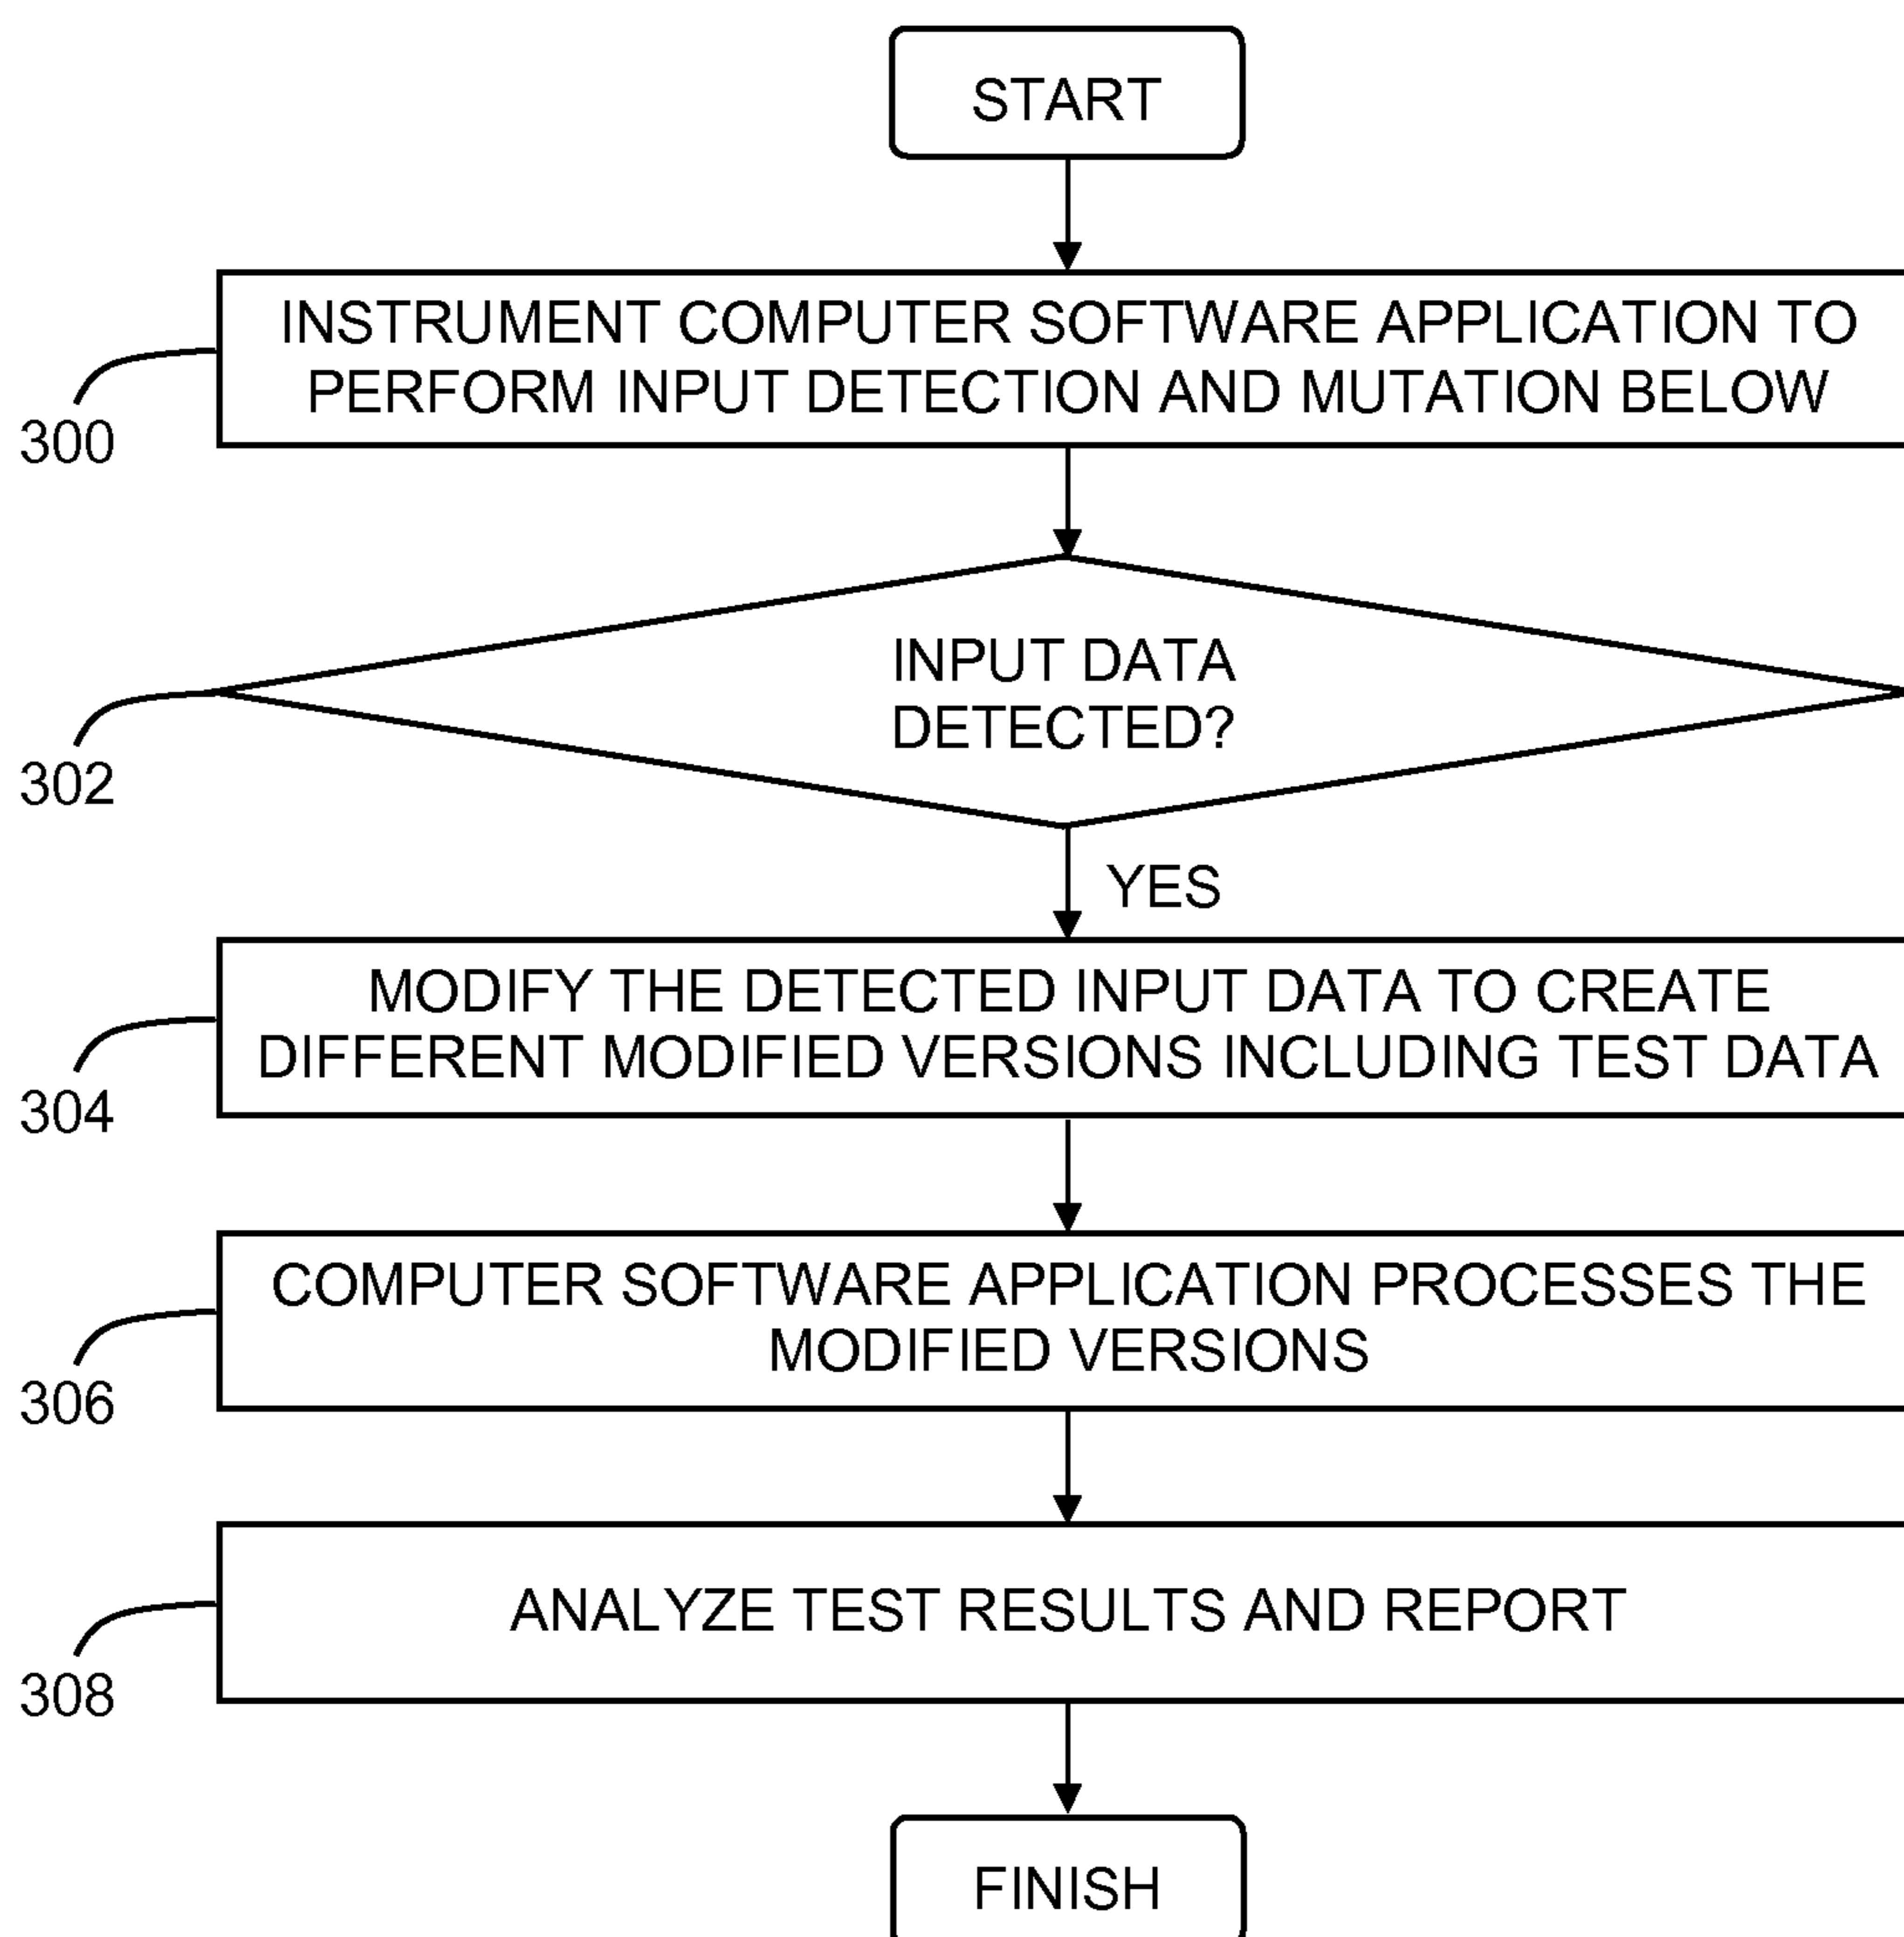 START
INSTRUMENT COMPUTER SOFTWARE APPLICATION TO
PERFORM INPUT DETECTION AND MUTATION BELOW
300
INPUT DATA
DETECTED?
302
YES
MODIFY THE DETECTED INPUT DATA TO CREATE
DIFFERENT MODIFIED VERSIONS INCLUDING TEST DATA
304
COMPUTER SOFTWARE APPLICATION PROCESSES THE
MODIFIED VERSIONS
306
ANALYZE TEST RESULTS AND REPORT
308
FINISH